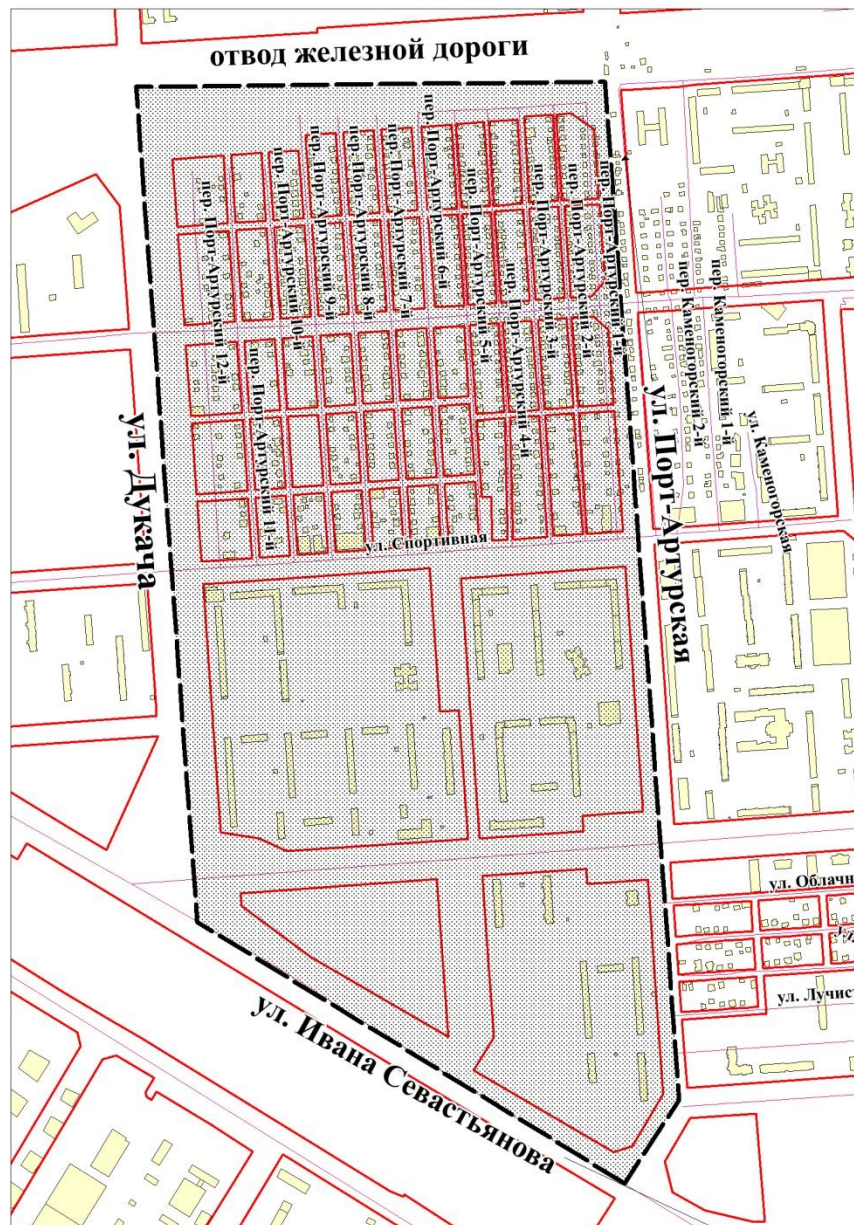 отвод железной дороги
пер. Порт-Артурский 12-й
пер. Порт-Артурский 11-й
пер. Порт-Артурский 10-й
пер. Порт-Артурский 9-й
пер. Порт-Артурский 8-й
пер. Порт-Артурский 7-й
пер. Порт-Артурский 6-й
пер. Порт-Артурский 5-й
пер. Порт-Артурский 4-й
пер. Порт-Артурский 3-й
пер. Порт-Артурский 2-й
пер. Порт-Артурский 1-й
пер. Каменогорский 2-й
пер. Каменогорский 1-й
ул. Каменогорская
ул. Дукача
ул. Порт-Артурская
ул. Спортивная
ул. Облачн
ул. Лучист
ул. Ивана Севастьянова